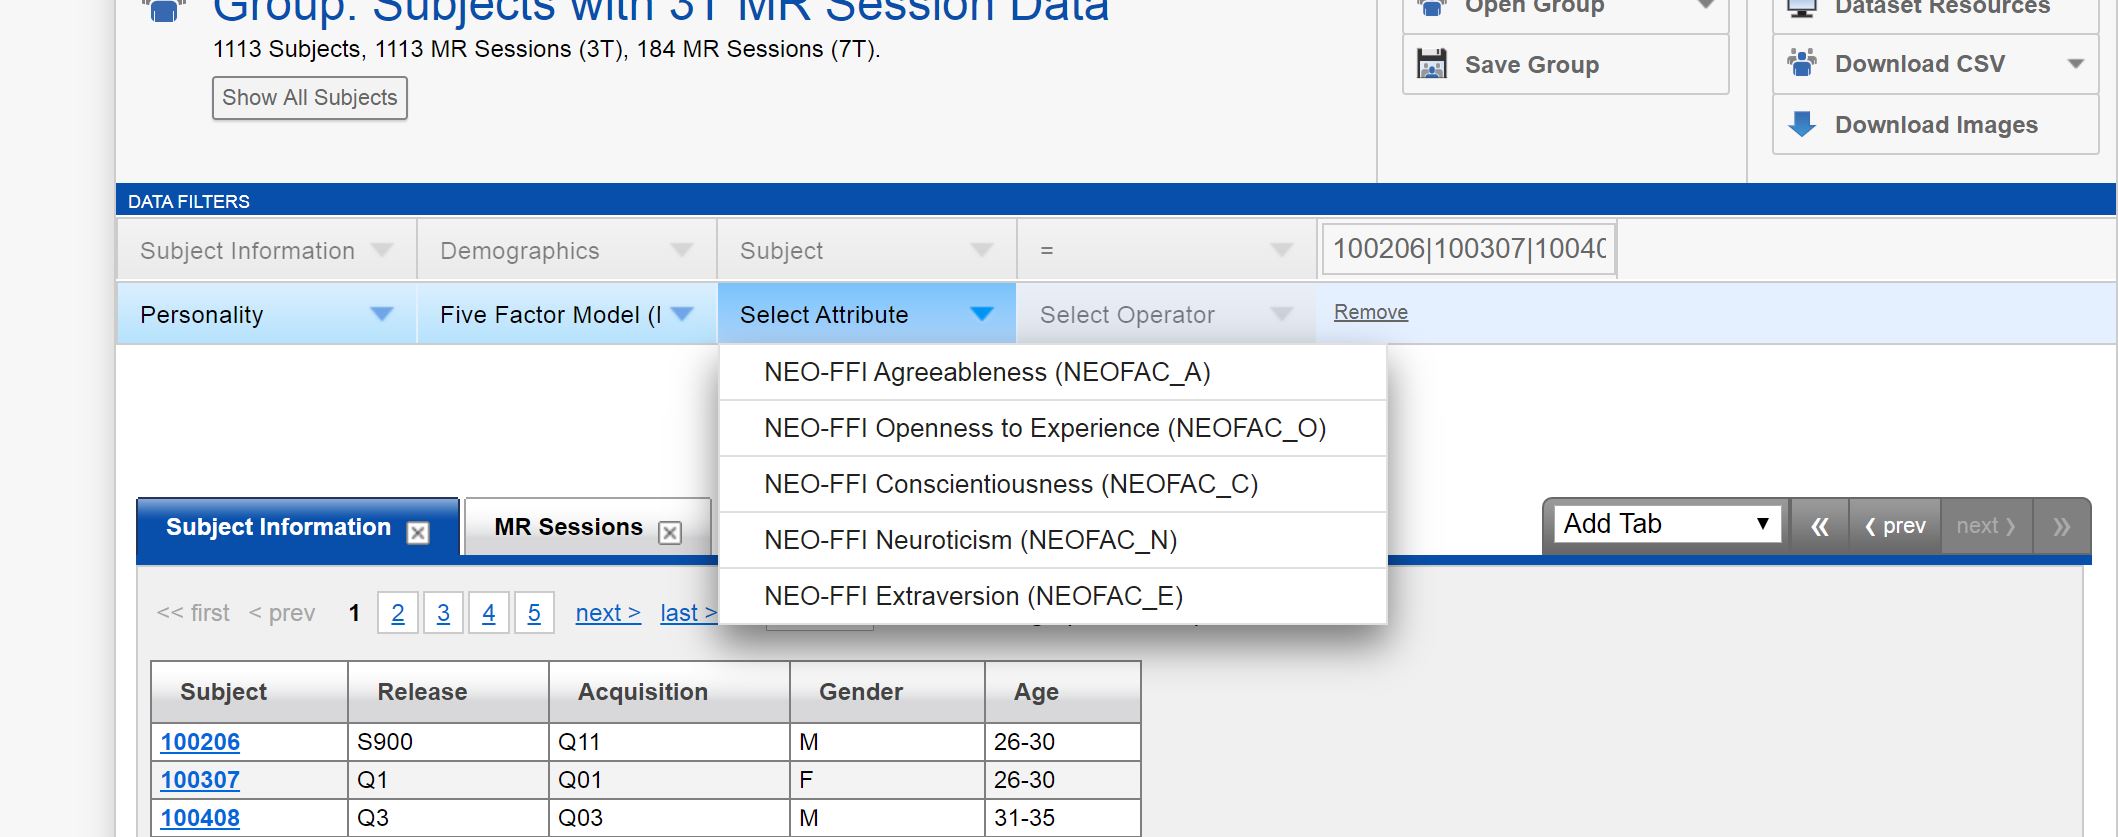 Group: Subjects with 3T MR Session Data
1113 Subjects, 1113 MR Sessions (3T), 184 MR Sessions (7T).
Show All Subjects
Open Group
Save Group
Dataset Resources
Download CSV
Download Images
DATA FILTERS
Subject Information Demographics Subject = 100206|100307|10040
Personality Five Factor Model (I Select Attribute Select Operator Remove
NEO-FFI Agreeableness (NEOFAC_A)
NEO-FFI Openness to Experience (NEOFAC_O)
NEO-FFI Conscientiousness (NEOFAC_C)
NEO-FFI Neuroticism (NEOFAC_N)
NEO-FFI Extraversion (NEOFAC_E)
Subject Information MR Sessions Add Tab « ❮ prev next ❯ »
<< first < prev 1 2 3 4 5 next > last >
Subject Release Acquisition Gender Age
100206 S900 Q11 M 26-30
100307 Q1 Q01 F 26-30
100408 Q3 Q03 M 31-35